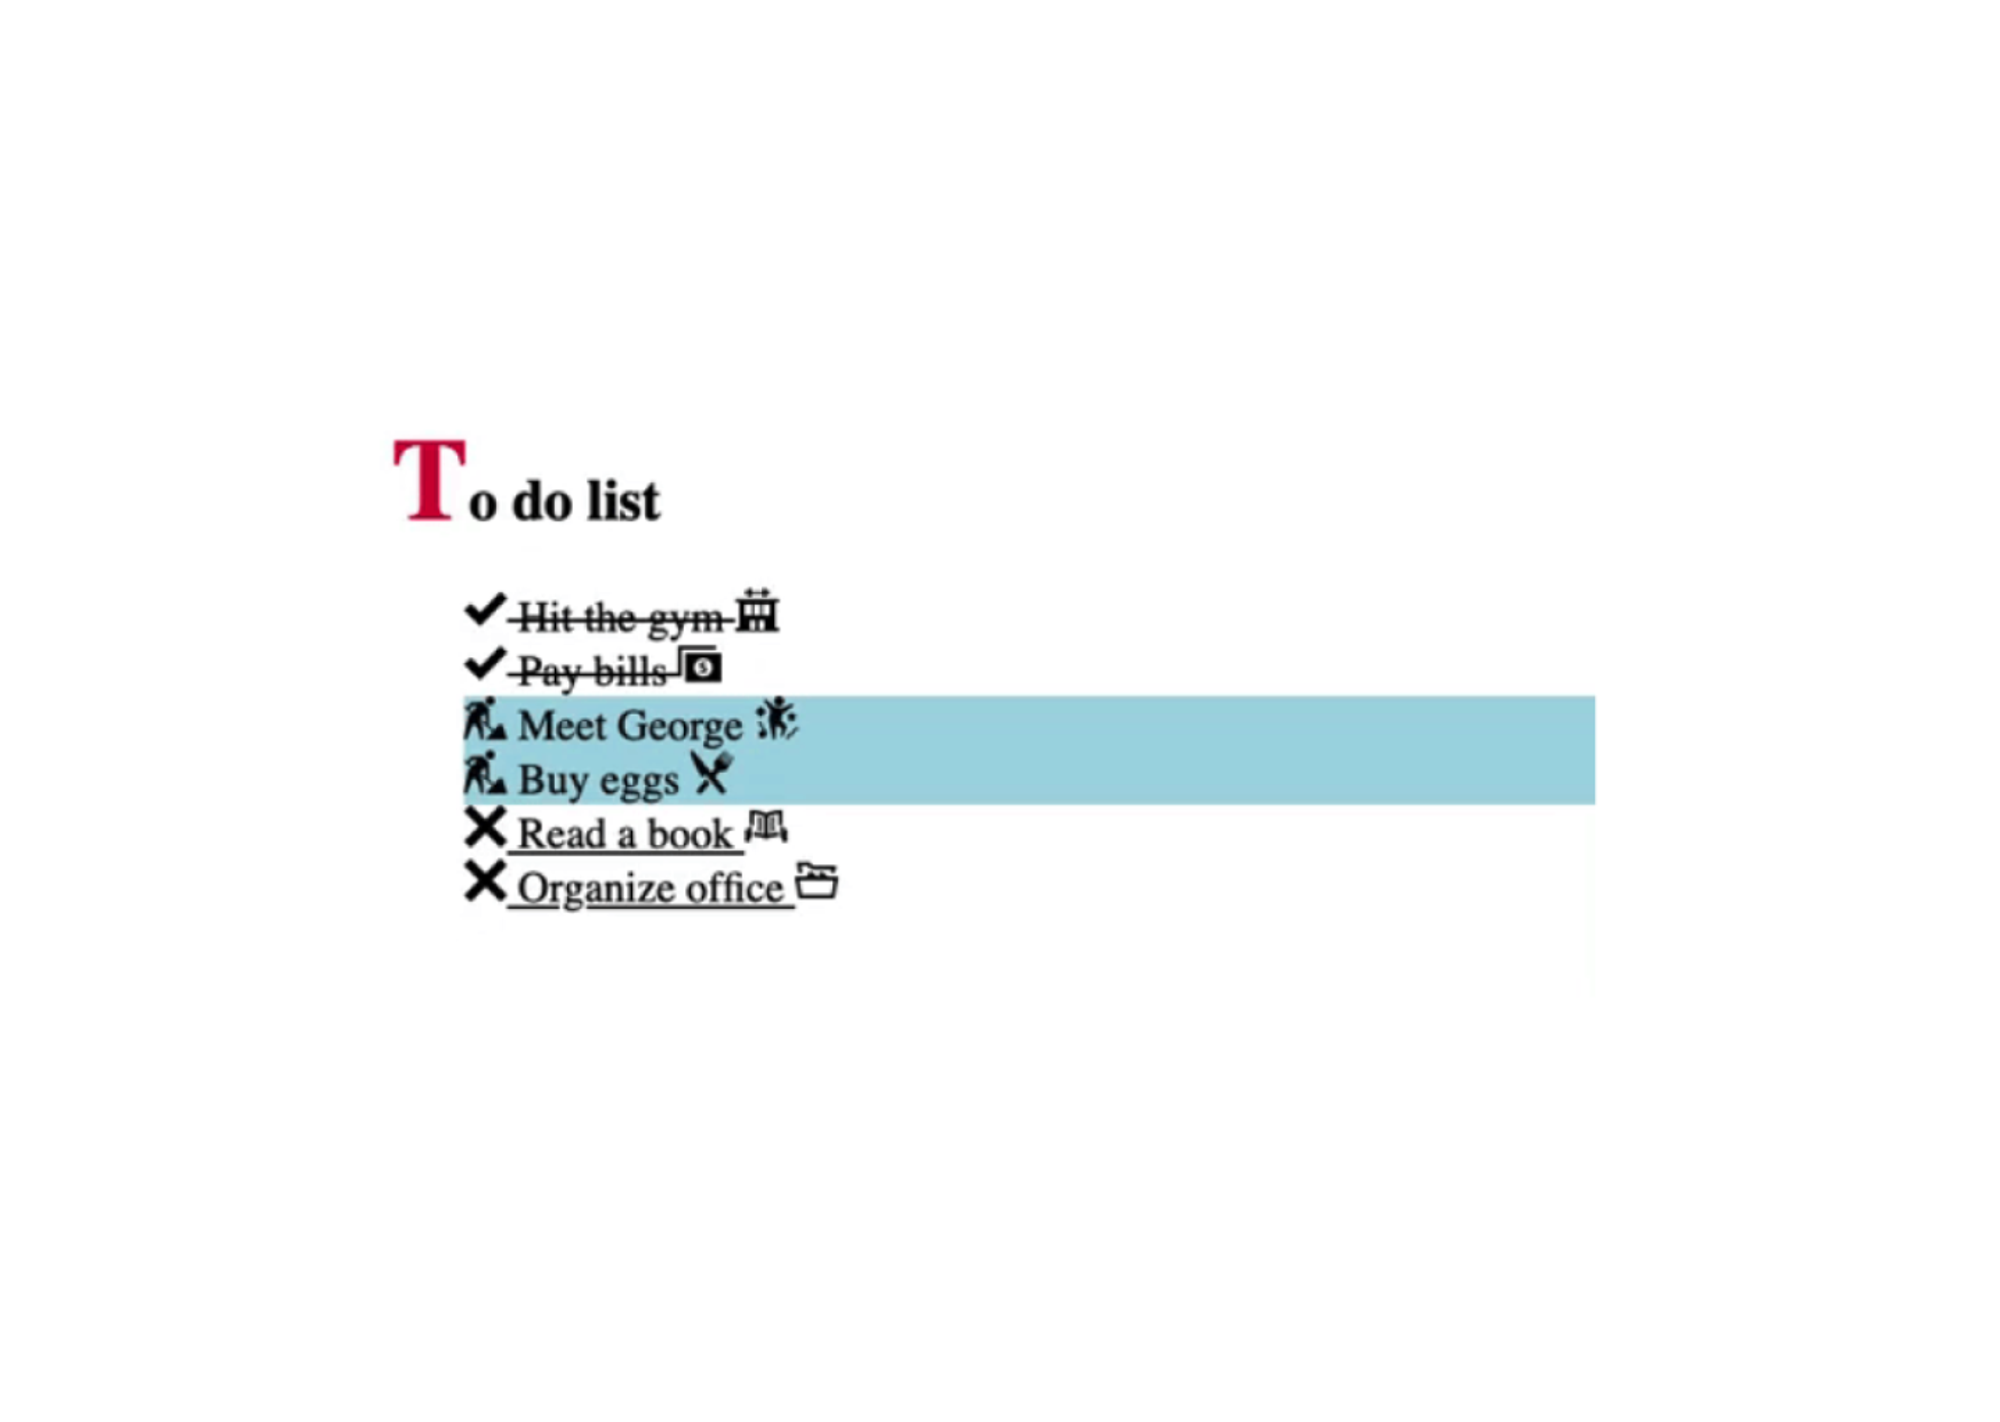 To do list
Hit the gym
Pay bills
Meet George
Buy eggs
Read a book
Organize office